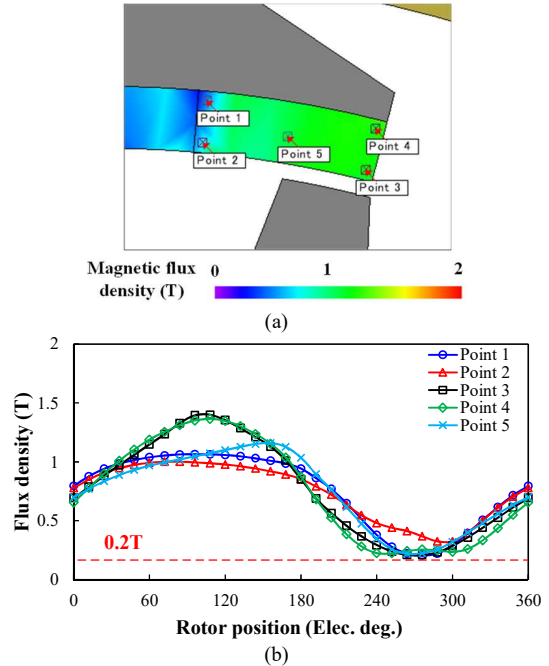 Point 1
Point 2
Point 5
Point 4
Point 3
Magnetic flux
density (T)
0 1 2
(a)
Flux density (T)
2
1.5
1
0.5
0
Point 1
Point 2
Point 3
Point 4
Point 5
0.2T
0 60 120 180 240 300 360
Rotor position (Elec. deg.)
(b)